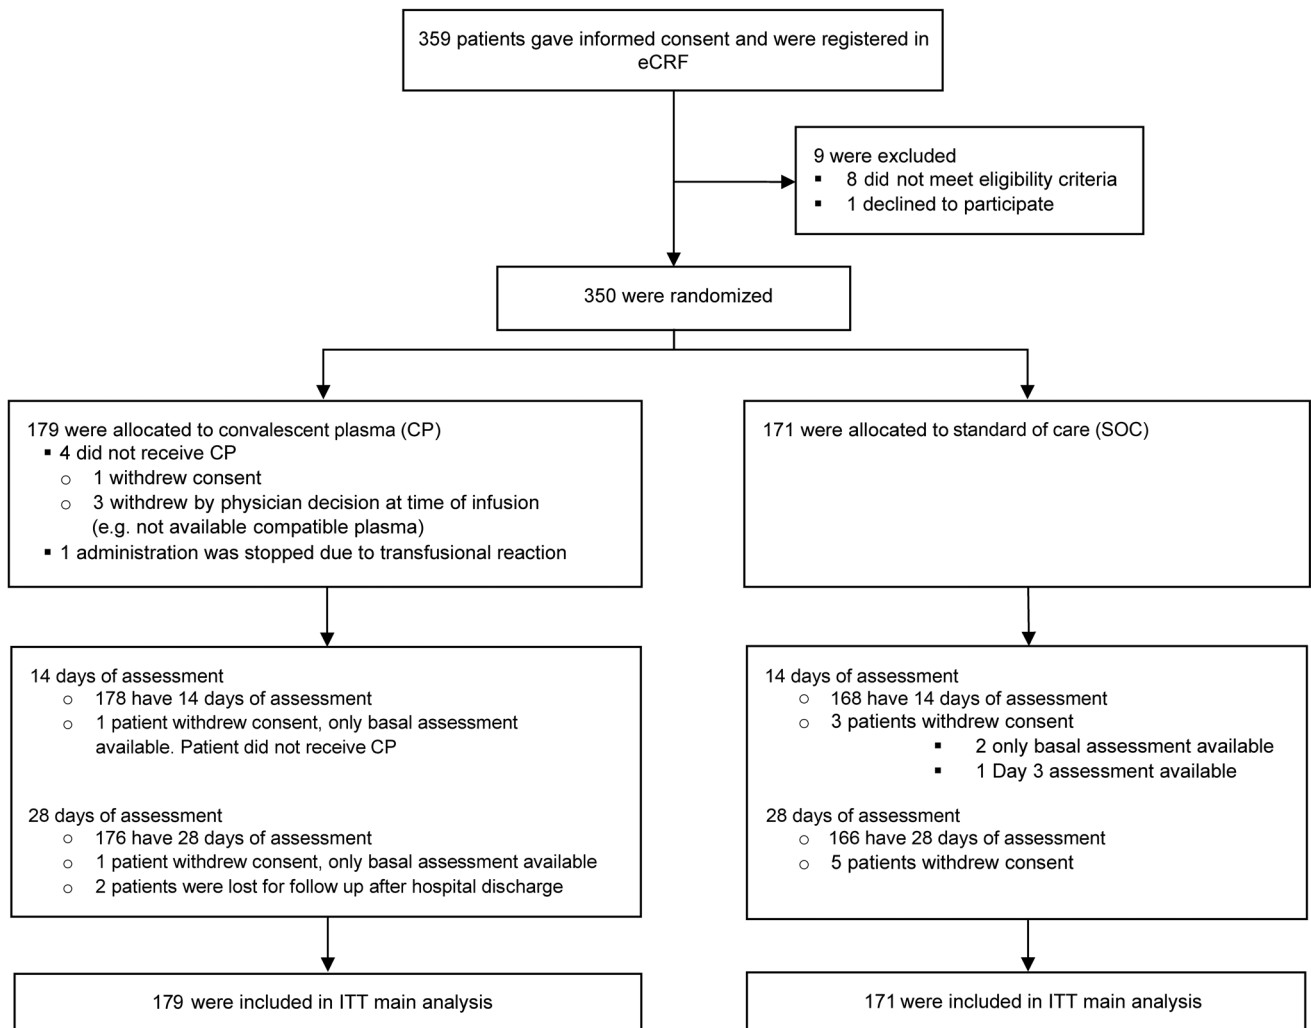 359 patients gave informed consent and were registered in
eCRF
9 were excluded
▪ 8 did not meet eligibility criteria
▪ 1 declined to participate
350 were randomized
179 were allocated to convalescent plasma (CP)
▪ 4 did not receive CP
○ 1 withdrew consent
○ 3 withdrew by physician decision at time of infusion
(e.g. not available compatible plasma)
▪ 1 administration was stopped due to transfusional reaction
171 were allocated to standard of care (SOC)
14 days of assessment
○ 178 have 14 days of assessment
○ 1 patient withdrew consent, only basal assessment
available. Patient did not receive CP
28 days of assessment
○ 176 have 28 days of assessment
○ 1 patient withdrew consent, only basal assessment available
○ 2 patients were lost for follow up after hospital discharge
14 days of assessment
○ 168 have 14 days of assessment
○ 3 patients withdrew consent
▪ 2 only basal assessment available
▪ 1 Day 3 assessment available
28 days of assessment
○ 166 have 28 days of assessment
○ 5 patients withdrew consent
179 were included in ITT main analysis
171 were included in ITT main analysis